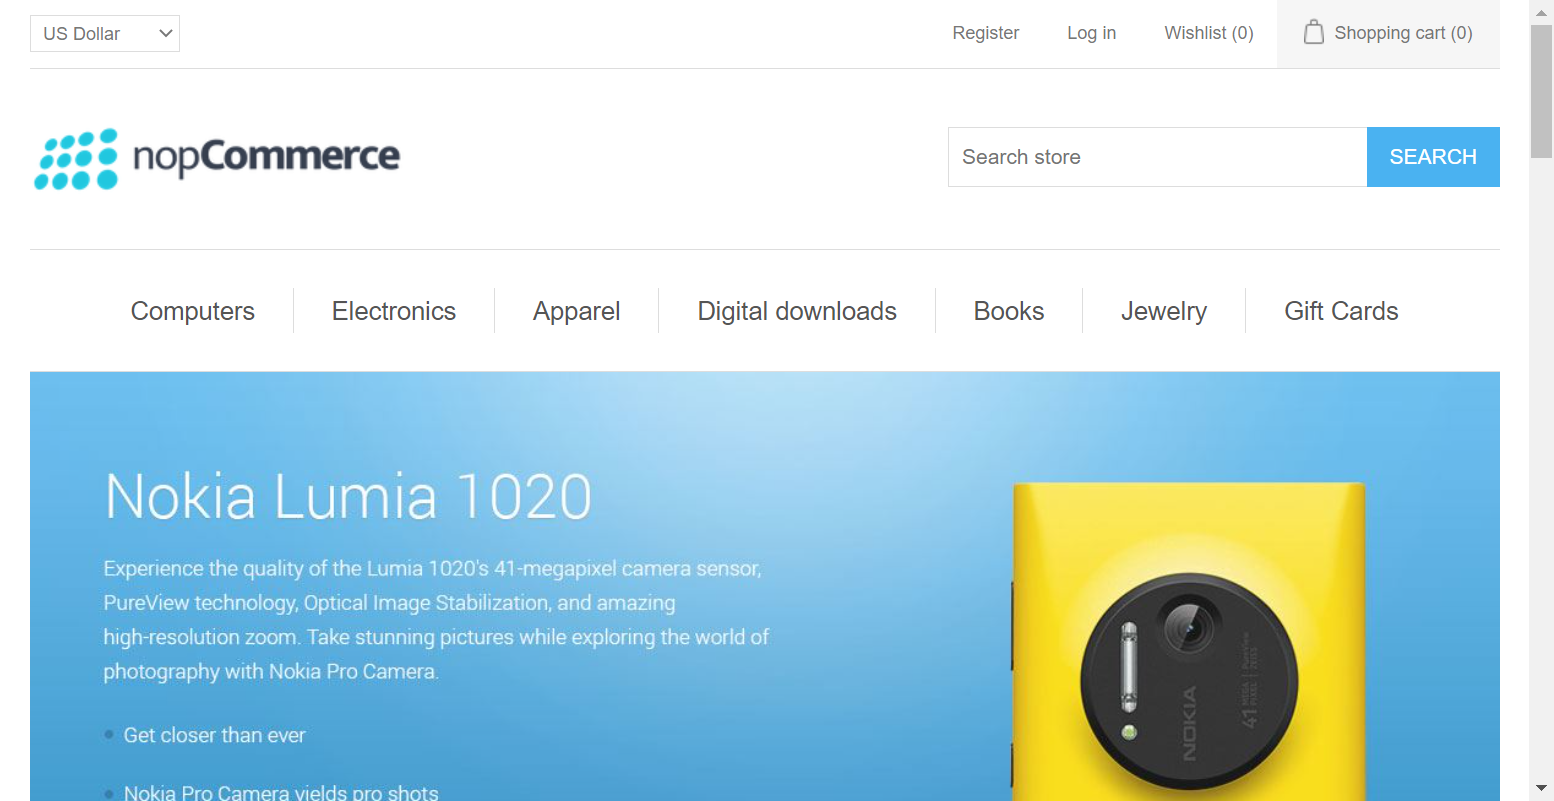 US Dollar
Register
Log in
Wishlist (0)
Shopping cart (0)
nopCommerce
Search store
SEARCH
Computers
Electronics
Apparel
Digital downloads
Books
Jewelry
Gift Cards
Nokia Lumia 1020
Experience the quality of the Lumia 1020's 41-megapixel camera sensor,
PureView technology, Optical Image Stabilization, and amazing
high-resolution zoom. Take stunning pictures while exploring the world of
photography with Nokia Pro Camera.
Get closer than ever
Nokia Pro Camera yields pro shots
NOKIA
41 MEGA PIXEL
PureView
ZEISS